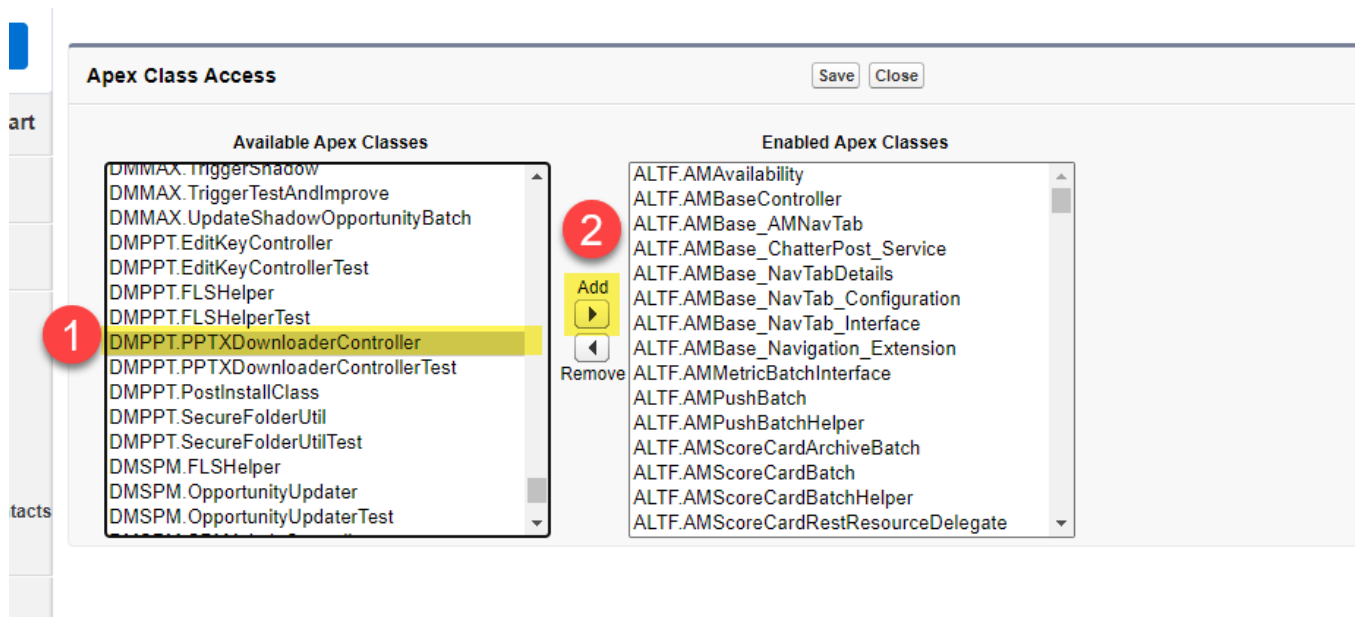 Apex Class Access
Save Close
art
Available Apex Classes
Enabled Apex Classes
DMMAX.TriggerShadow
DMMAX.TriggerTestAndImprove
DMMAX.UpdateShadowOpportunityBatch
DMPPT.EditKeyController
DMPPT.EditKeyControllerTest
DMPPT.FLSHelper
DMPPT.FLSHelperTest
1
DMPPT.PPTXDownloaderController
DMPPT.PPTXDownloaderControllerTest
DMPPT.PostInstallClass
DMPPT.SecureFolderUtil
DMPPT.SecureFolderUtilTest
DMSPM.FLSHelper
DMSPM.OpportunityUpdater
DMSPM.OpportunityUpdaterTest
2
Add
Remove
ALTF.AMAvailability
ALTF.AMBaseController
ALTF.AMBase_AMNavTab
ALTF.AMBase_ChatterPost_Service
ALTF.AMBase_NavTabDetails
ALTF.AMBase_NavTab_Configuration
ALTF.AMBase_NavTab_Interface
ALTF.AMBase_Navigation_Extension
ALTF.AMMetricBatchInterface
ALTF.AMPushBatch
ALTF.AMPushBatchHelper
ALTF.AMScoreCardArchiveBatch
ALTF.AMScoreCardBatch
ALTF.AMScoreCardBatchHelper
ALTF.AMScoreCardRestResourceDelegate
tacts